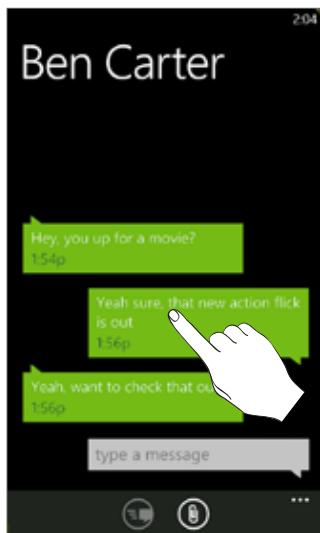 2:04
Ben Carter
Hey, you up for a movie?
1:54p
Yeah sure, that new action flick
is out
1:56p
Yeah, want to check that
1:56p
type a message